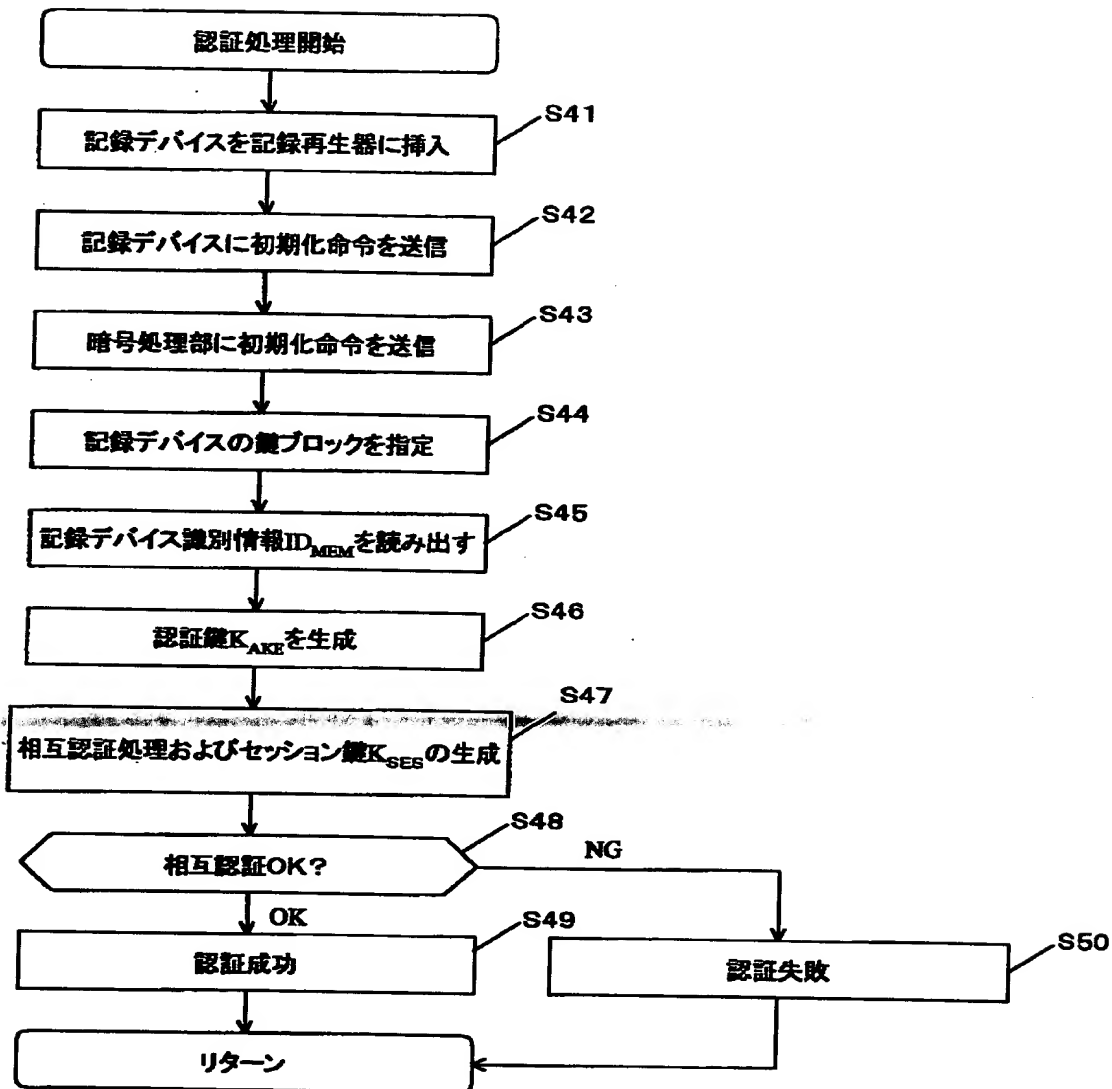 認証処理開始
S41
記録デバイスを記録再生器に挿入
S42
記録デバイスに初期化命令を送信
S43
暗号処理部に初期化命令を送信
S44
記録デバイスの鍵ブロックを指定
S45
記録デバイス識別情報IDMEMを読み出す
S46
認証鍵KAKEを生成
S47
相互認証処理およびセッション鍵KSESの生成
S48
相互認証OK?
NG
OK
S49
認証成功
S50
認証失敗
リターン